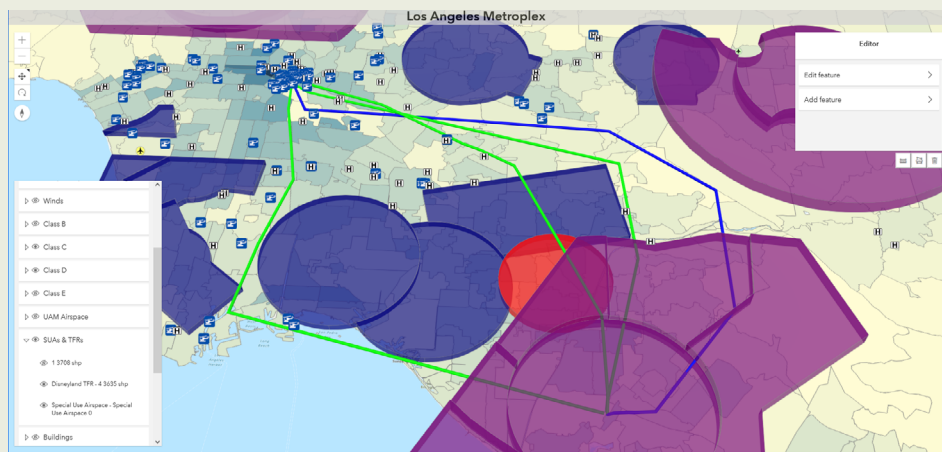 Los Angeles Metroplex
Editor
Edit feature
Add feature
Winds
Class B
Class C
Class D
Class E
UAM Airspace
SUAs & TFRs
1 3708 shp
Disneyland TFR - 4 3635 shp
Special Use Airspace - Special
Use Airspace 0
Buildings